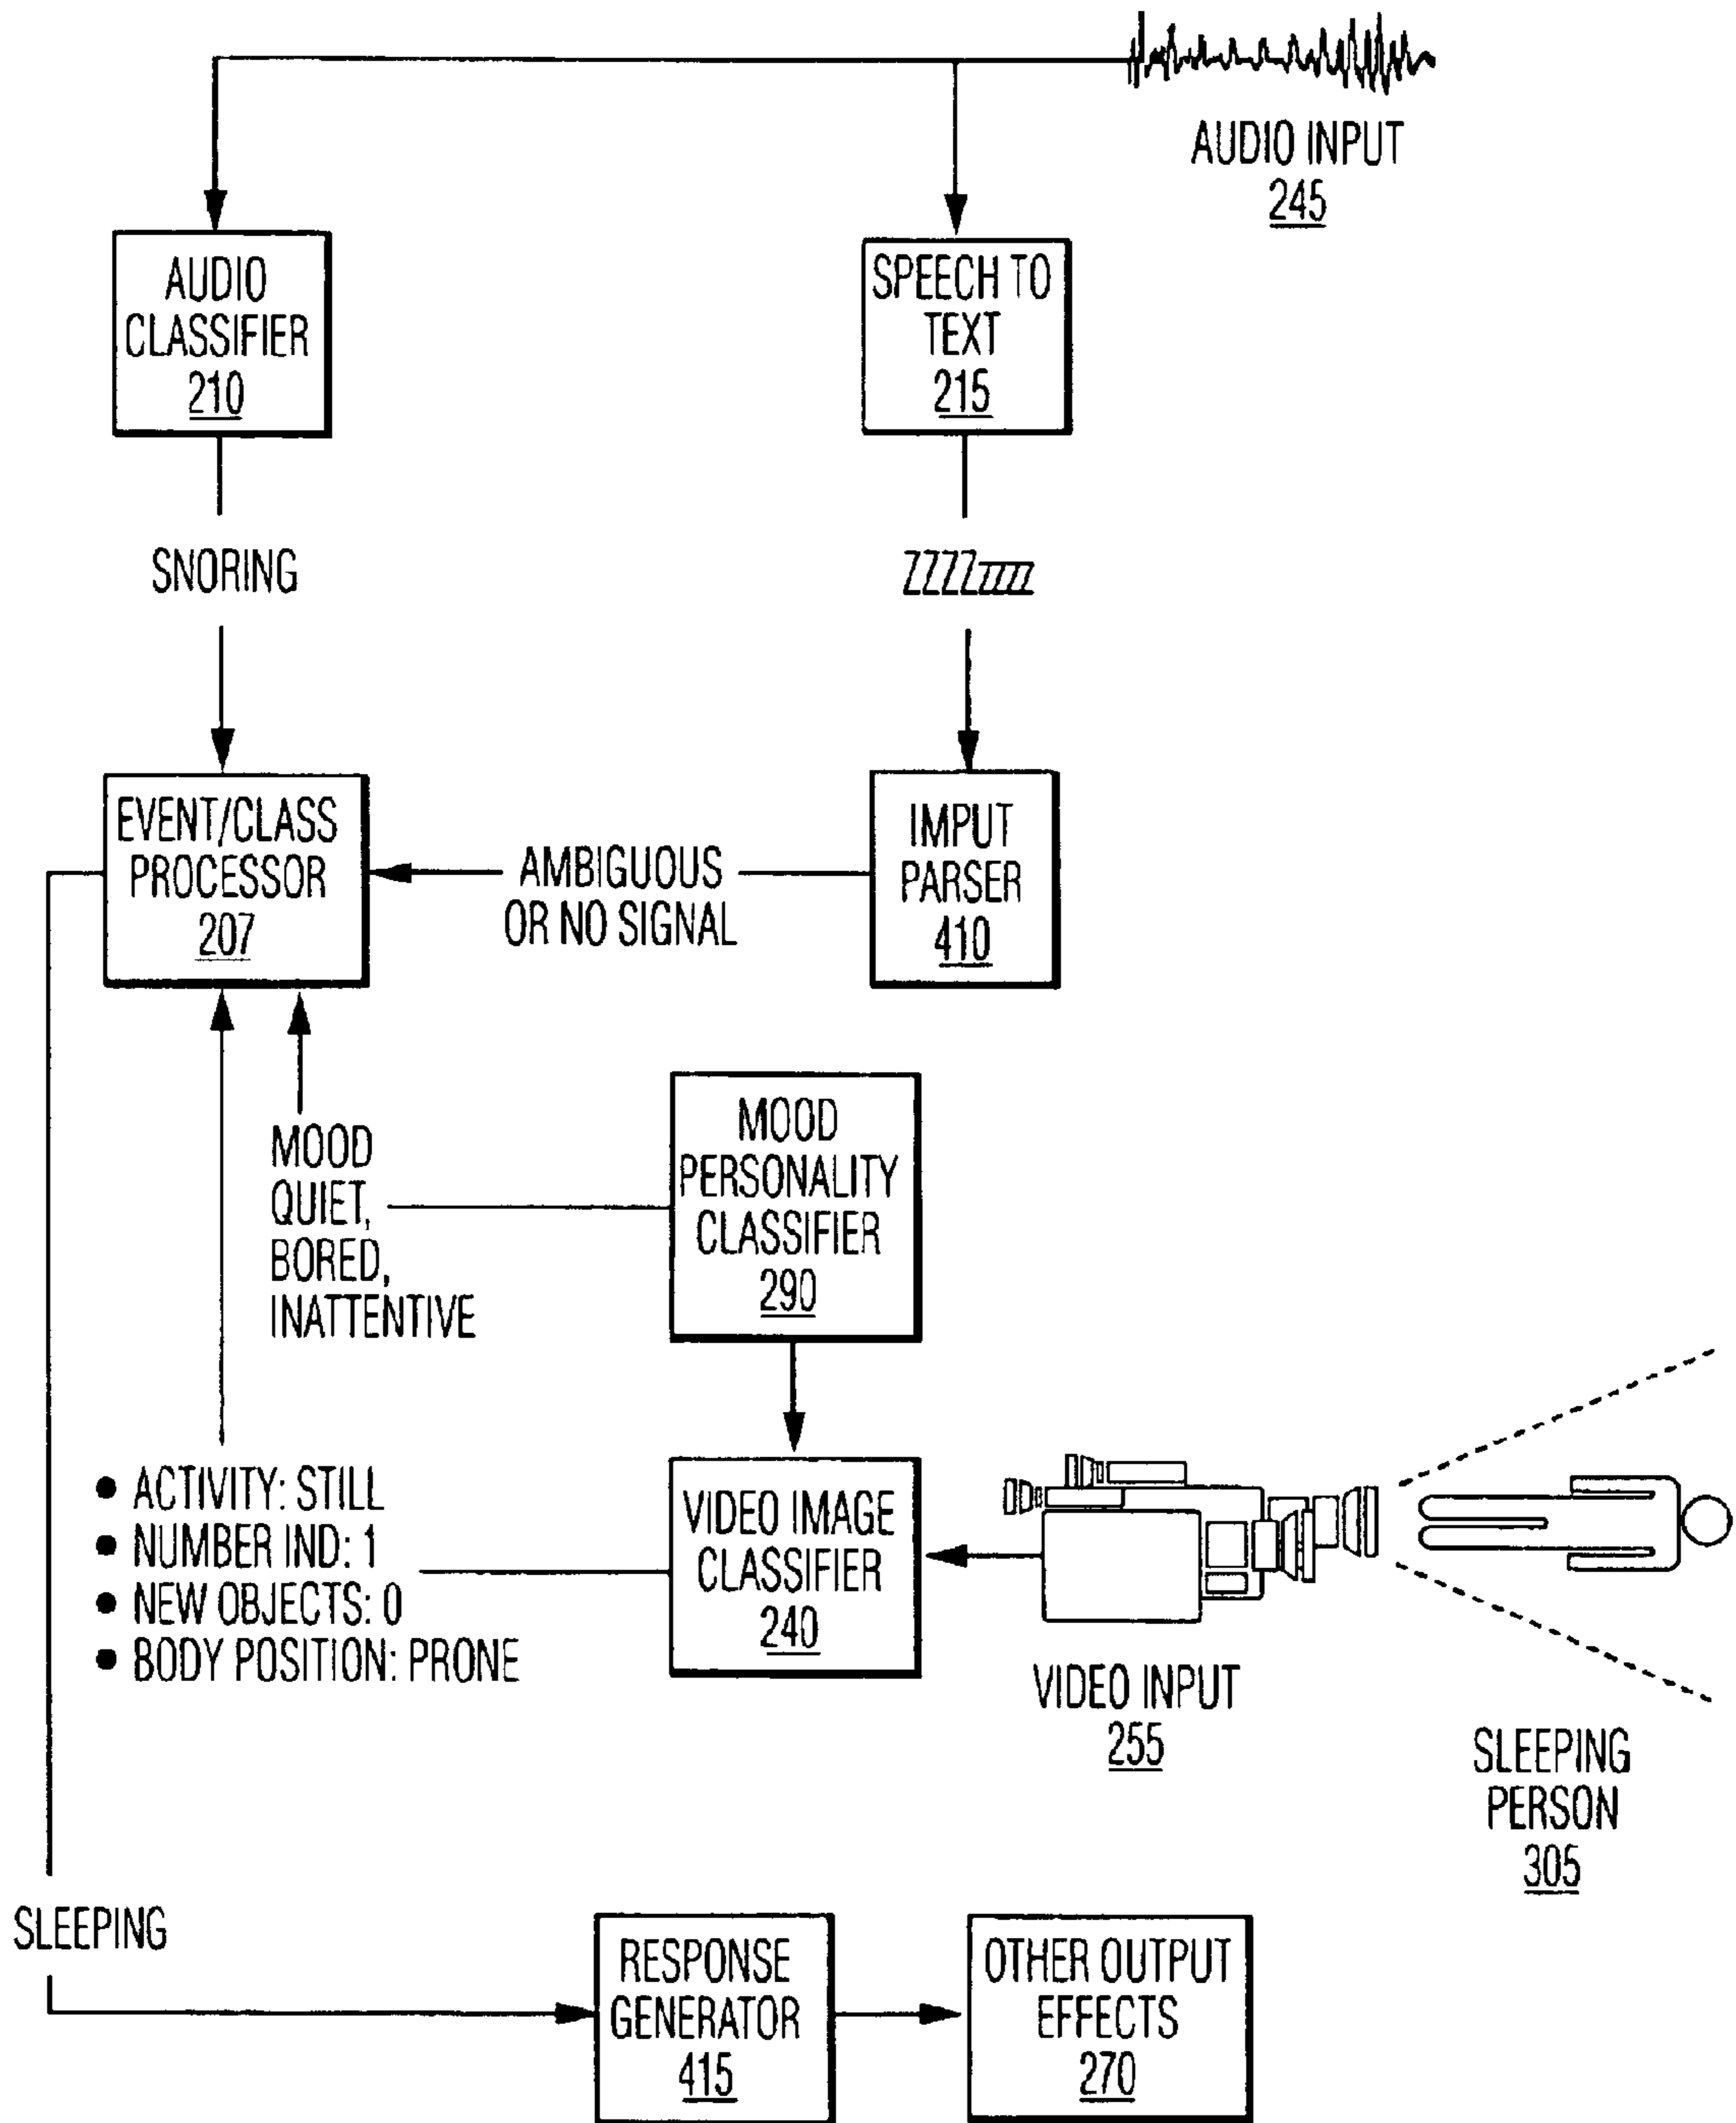 AUDIO INPUT
245
AUDIO
CLASSIFIER
210
SPEECH TO
TEXT
215
SNORING
ZZZZzzzz
EVENT/CLASS
PROCESSOR
207
AMBIGUOUS
OR NO SIGNAL
IMPUT
PARSER
410
MOOD
QUIET,
BORED,
INATTENTIVE
MOOD
PERSONALITY
CLASSIFIER
290
• ACTIVITY: STILL
• NUMBER IND: 1
• NEW OBJECTS: 0
• BODY POSITION: PRONE
VIDEO IMAGE
CLASSIFIER
240
VIDEO INPUT
255
SLEEPING
PERSON
305
SLEEPING
RESPONSE
GENERATOR
415
OTHER OUTPUT
EFFECTS
270